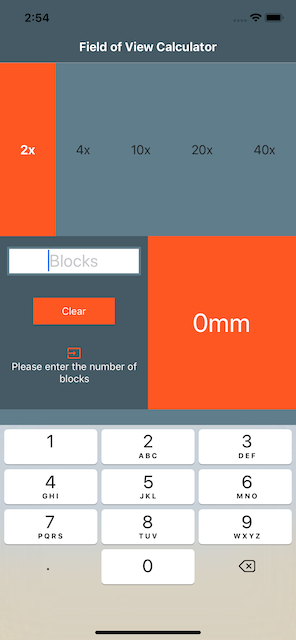 2:54
Field of View Calculator
2x 4x 10x 20x 40x
Blocks
Clear
0mm
Please enter the number of
blocks
1 2 3
ABC DEF
4 5 6
GHI JKL MNO
7 8 9
PQRS TUV WXYZ
. 0